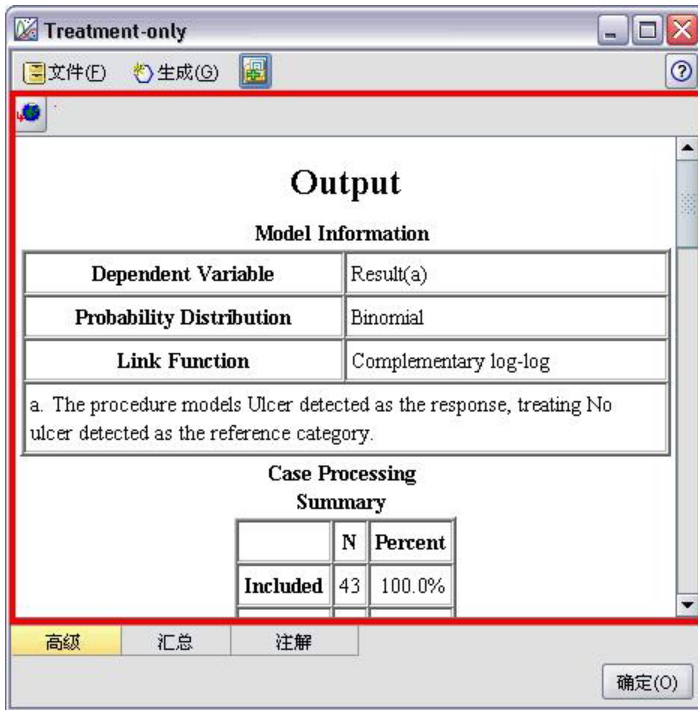 Treatment-only
文件(F) 生成(G)
Output
Model Information
Dependent Variable Result(a)
Probability Distribution Binomial
Link Function Complementary log-log
a. The procedure models Ulcer detected as the response, treating No
ulcer detected as the reference category.
Case Processing
Summary
N Percent
Included 43 100.0%
高级 汇总 注解
确定(O)